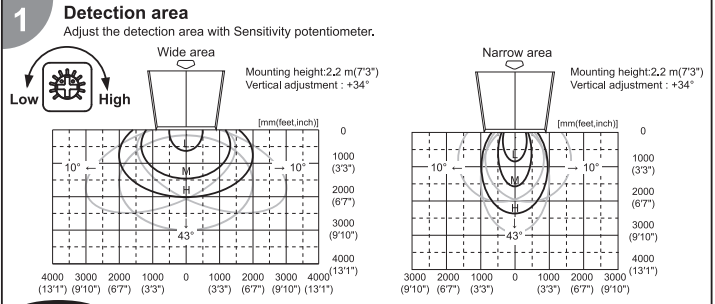 1
Detection area
Adjust the detection area with Sensitivity potentiometer.
Low
High
Wide area
Mounting height:2.2 m(7'3")
Vertical adjustment : +34°
[mm(feet,inch)]
0
1000
(3'3")
2000
(6'7")
3000
(9'10")
4000
(13'1")
L
M
H
10°
10°
43°
4000 3000 2000 1000 0 1000 2000 3000 4000
(13'1") (9'10") (6'7") (3'3") (3'3") (6'7") (9'10") (13'1")
Narrow area
Mounting height:2.2 m(7'3")
Vertical adjustment : +34°
[mm(feet,inch)]
0
1000
(3'3")
2000
(6'7")
3000
(9'10")
4000
(13'1")
L
M
H
10°
10°
43°
3000 2000 1000 0 1000 2000 3000
(9'10") (6'7") (3'3") (3'3") (6'7") (9'10")